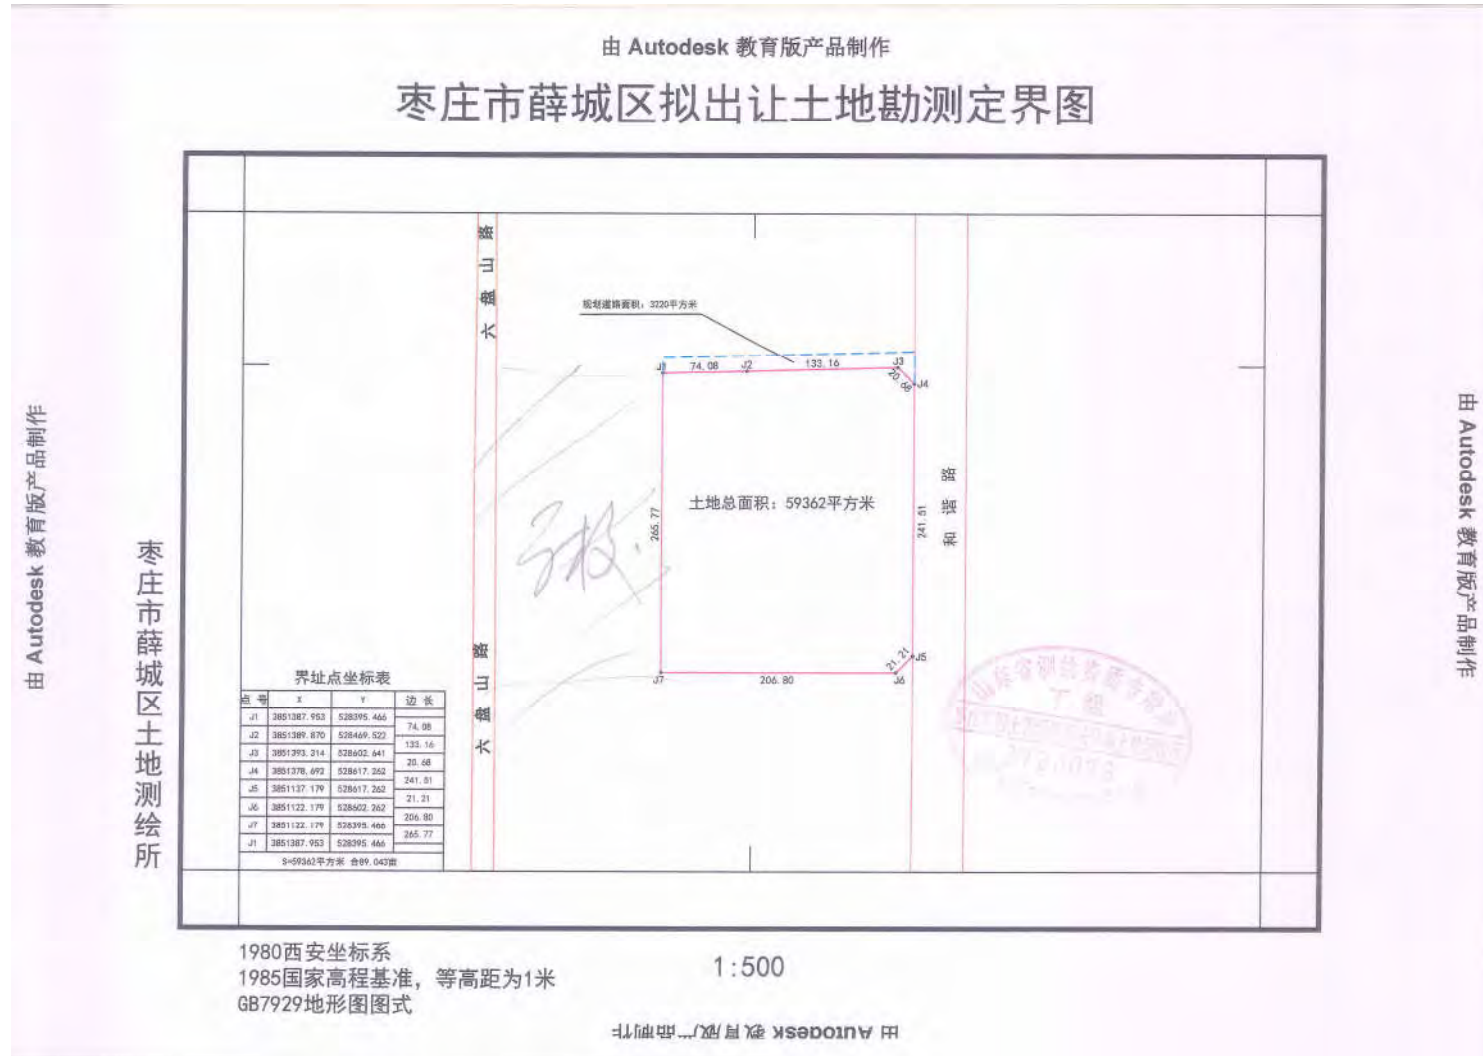 由 Autodesk 教育版产品制作
枣庄市薛城区拟出让土地勘测定界图
由 Autodesk 教育版产品制作
由 Autodesk 教育版产品制作
枣庄市薛城区土地测绘所
六盘山路
规划道路面积：3220平方米
J1 74.08 J2 133.16 J3
20.68 J4
土地总面积：59362平方米
265.77
241.51
和谐路
六盘山路
21.21 J5
J7 206.80 J6
界址点坐标表
点号 X Y 边长
J1 3851387.953 528395.466
74.08
J2 3851389.870 528469.522
133.16
J3 3851393.314 528602.641
20.68
J4 3851378.692 528617.262
241.51
J5 3851137.179 528617.262
21.21
J6 3851122.179 528602.262
206.80
J7 3851122.179 528395.466
265.77
J1 3851387.953 528395.466
S=59362平方米 合89.043亩
山东省测绘资质专用章
丁级
1980西安坐标系
1985国家高程基准，等高距为1米
GB7929地形图图式
1:500
由 Autodesk 教育版产品制作